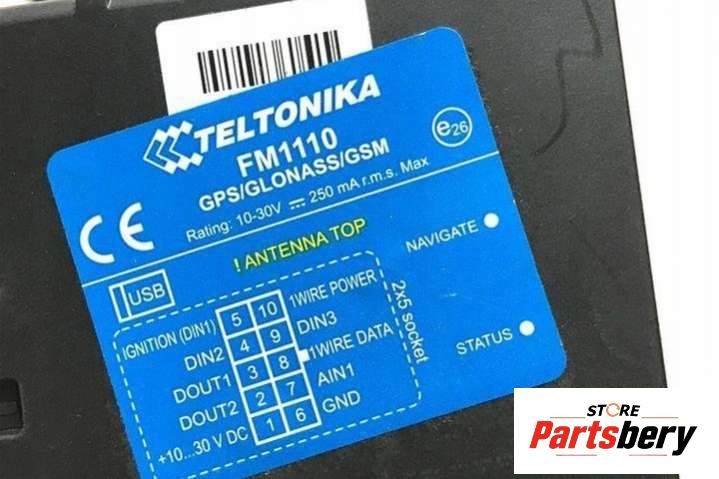 TELTONIKA
FM1110
GPS/GLONASS/GSM
Rating: 10-30V ⎓ 250 mA r.m.s. Max
e26
CE
! ANTENNA TOP
NAVIGATE
STATUS
USB
2x5 socket
IGNITION (DIN1) 5 10 1WIRE POWER
DIN2 4 9 DIN3
DOUT1 3 8 1WIRE DATA
DOUT2 2 7 AIN1
+10...30 V DC 1 6 GND
STORE
Partsbery